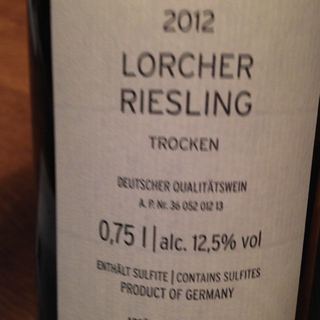 2012
LORCHER
RIESLING
TROCKEN
DEUTSCHER QUALITÄTSWEIN
A. P. Nr. 36 052 012 13
0,75 l | alc. 12,5% vol
ENTHÄLT SULFITE | CONTAINS SULFITES
PRODUCT OF GERMANY